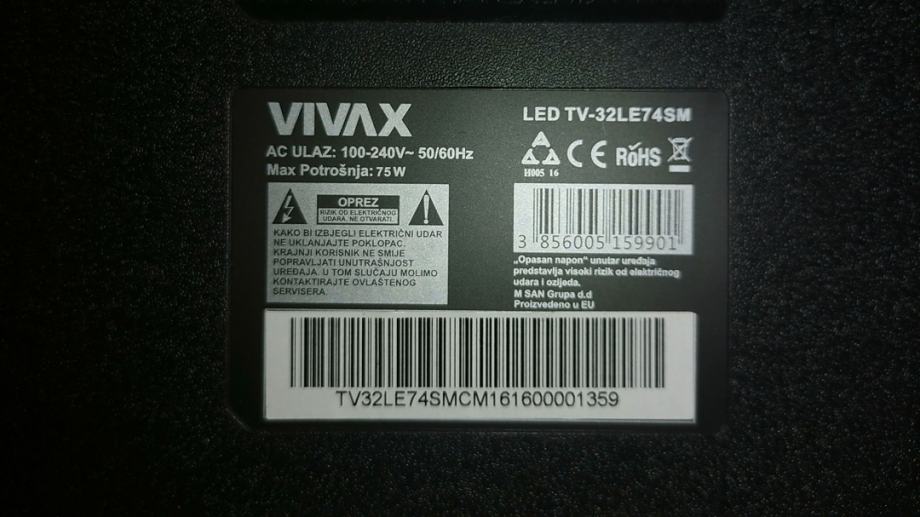 VIVAX
LED TV-32LE74SM
AC ULAZ: 100-240V~ 50/60Hz
Max Potrošnja: 75W
H005 16
CE RoHS
OPREZ
RIZIK OD ELEKTRIČNOG
UDARA. NE OTVARATI.
KAKO BI IZBJEGLI ELEKTRIČNI UDAR
NE UKLANJAJTE POKLOPAC.
KRAJNJI KORISNIK NE SMIJE
POPRAVLJATI UNUTRAŠNJOST
UREĐAJA. U TOM SLUČAJU MOLIMO
KONTAKTIRAJTE OVLAŠTENOG
SERVISERA.
3 856005 159901
„Opasan napon“ unutar uređaja
predstavlja visoki rizik od električnog
udara i ozljeda.
M SAN Grupa d.d
Proizvedeno u EU
TV32LE74SMCM161600001359